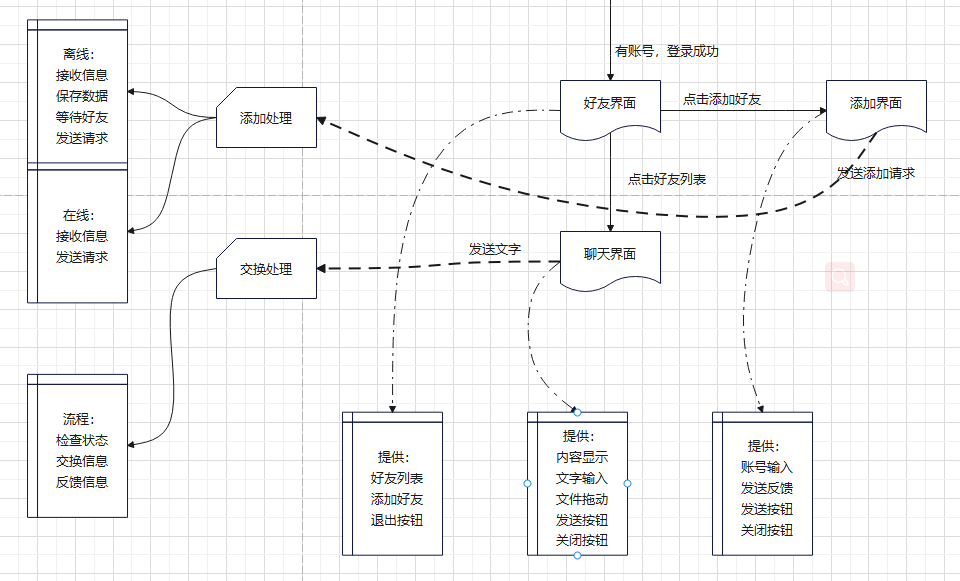 有账号，登录成功
离线：
接收信息
保存数据
等待好友
发送请求
添加处理
好友界面
点击添加好友
添加界面
发送添加请求
点击好友列表
在线：
接收信息
发送请求
交换处理
发送文字
聊天界面
流程：
检查状态
交换信息
反馈信息
提供：
好友列表
添加好友
退出按钮
提供：
内容显示
文字输入
文件拖动
发送按钮
关闭按钮
提供：
账号输入
发送反馈
发送按钮
关闭按钮